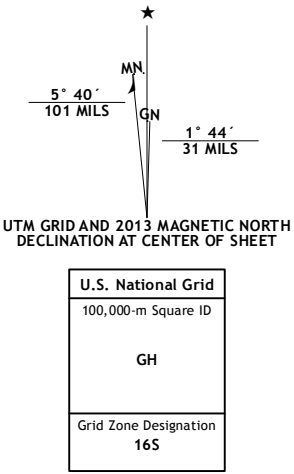 ★
MN.
5° 40´
101 MILS
GN
1° 44´
31 MILS
UTM GRID AND 2013 MAGNETIC NORTH
DECLINATION AT CENTER OF SHEET
U.S. National Grid
100,000-m Square ID
GH
Grid Zone Designation
16S